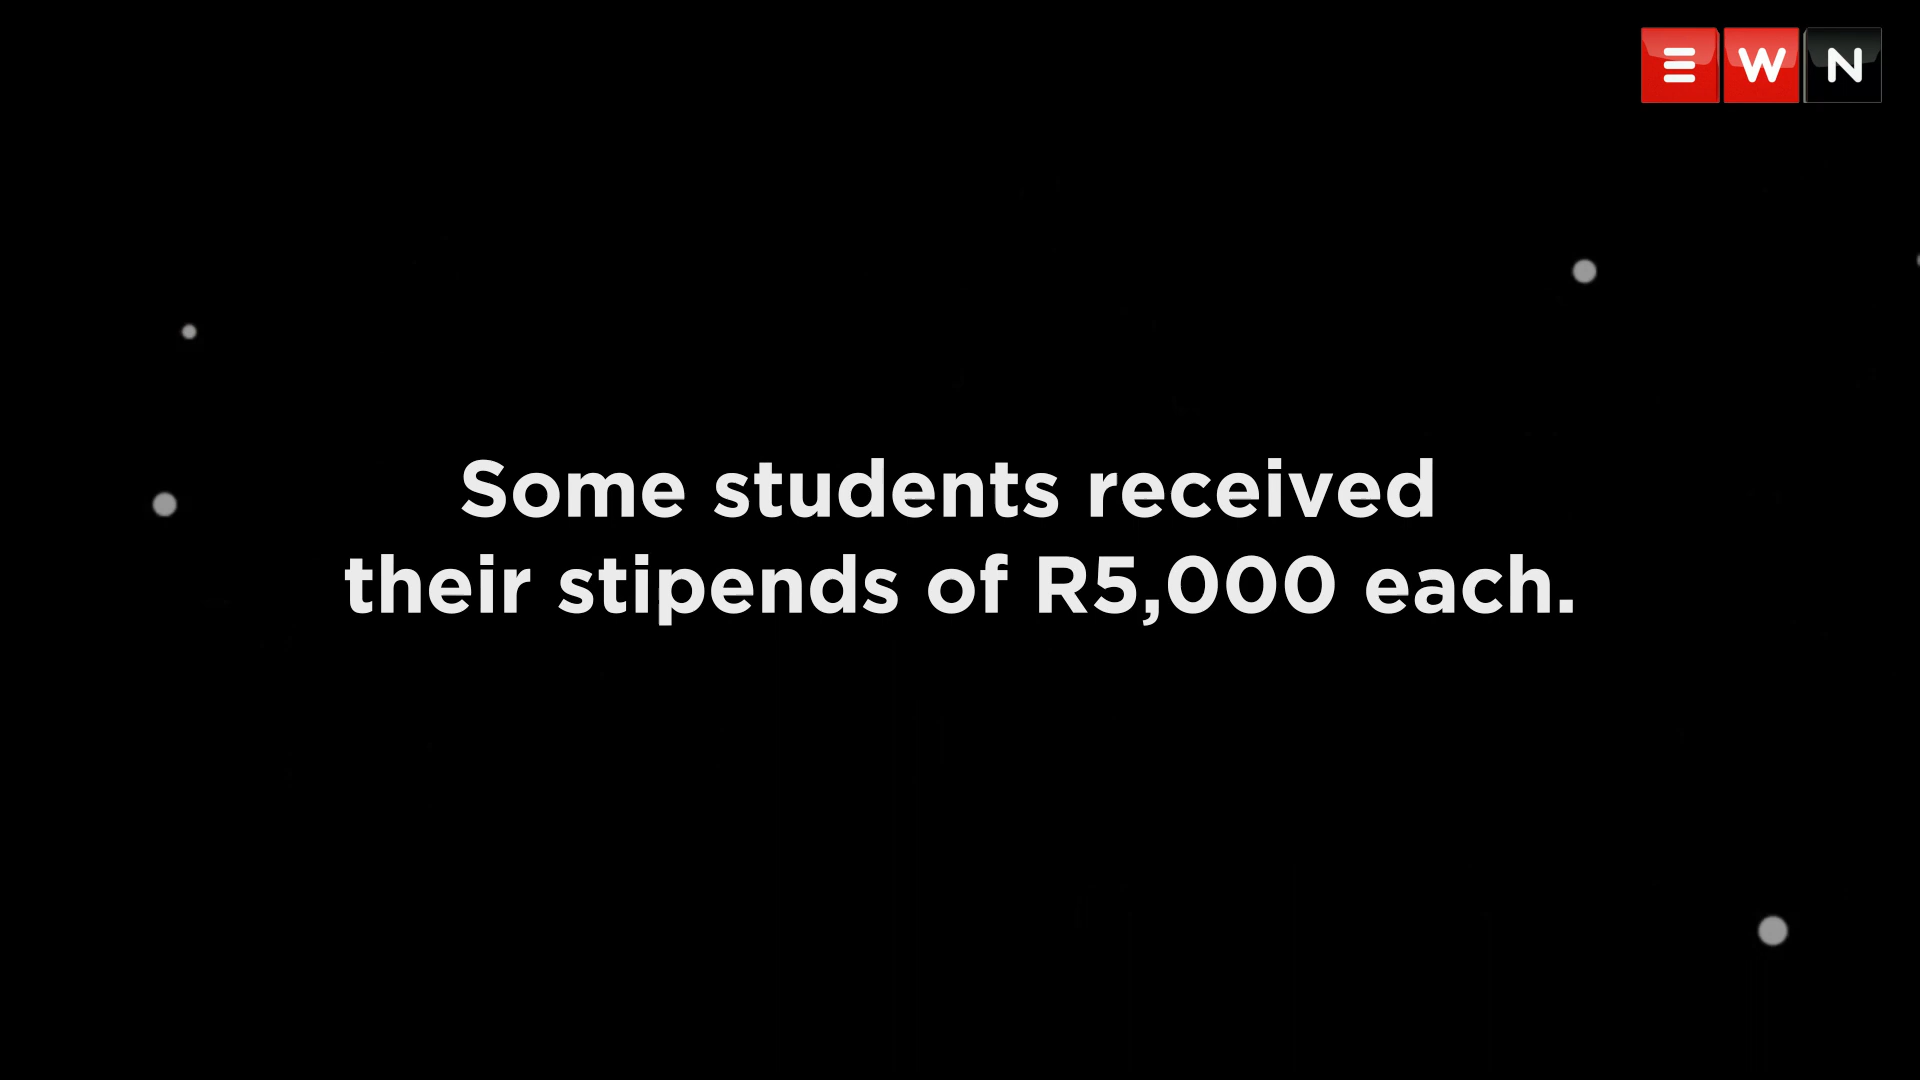 EWN
Some students received
their stipends of R5,000 each.